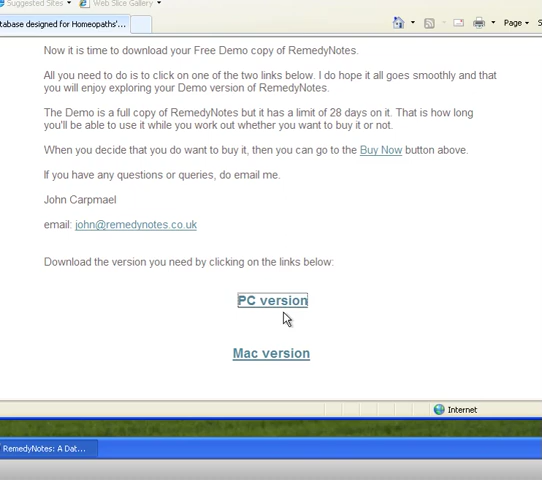 Suggested Sites
Web Slice Gallery
tabase designed for Homeopaths'...
Page
Now it is time to download your Free Demo copy of RemedyNotes.
All you need to do is to click on one of the two links below. I do hope it all goes smoothly and that
you will enjoy exploring your Demo version of RemedyNotes.
The Demo is a full copy of RemedyNotes but it has a limit of 28 days on it. That is how long
you'll be able to use it while you work out whether you want to buy it or not.
When you decide that you do want to buy it, then you can go to the Buy Now button above.
If you have any questions or queries, do email me.
John Carpmael
email: john@remedynotes.co.uk
Download the version you need by clicking on the links below:
PC version
Mac version
Internet
RemedyNotes: A Dat...